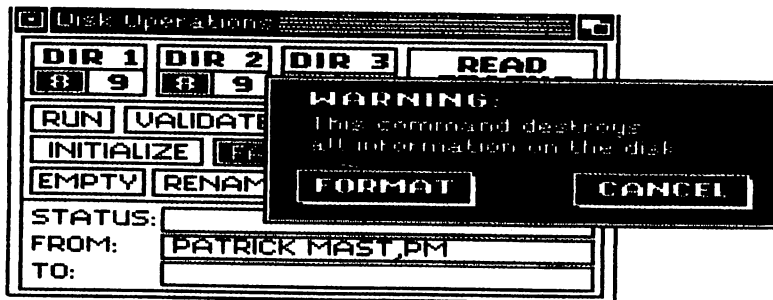 Disk Operations
DIR 1 DIR 2 DIR 3 READ
8 9 8 9
RUN VALIDATE
INITIALIZE
EMPTY RENAM
STATUS:
FROM: PATRICK MAST,PM
TO:
WARNING:
This command destroys
all information on the disk
FORMAT CANCEL